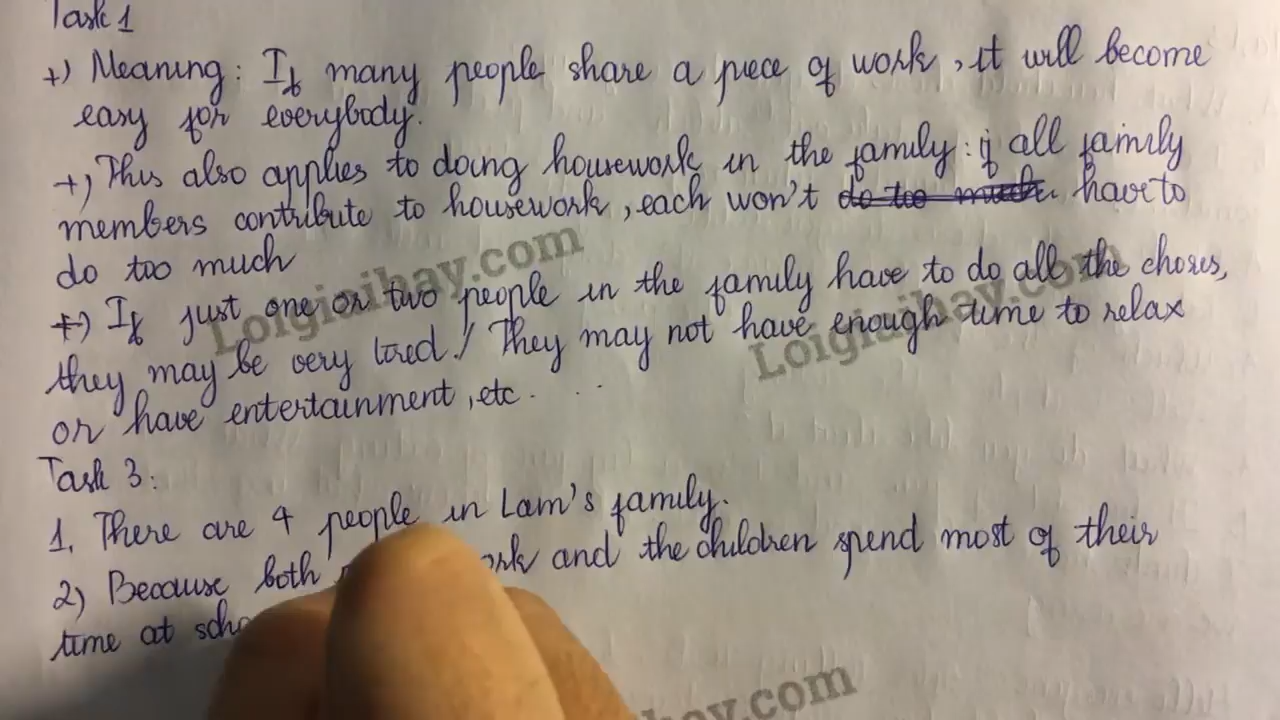 Task 1
+) Meaning: If many people share a piece of work, it will become
easy for everybody.
+) This also applies to doing housework in the family: if all family
members contribute to housework, each won't do too much have to
do too much
+) If just one or two people in the family have to do all the chores,
they may be very tired. / They may not have enough time to relax
or have entertainment, etc. . .
Task 3:
1. There are 4 people in Lam's family.
2) Because both and the children spend most of their
time at
Loigiaihay.com
Loigiaihay.com